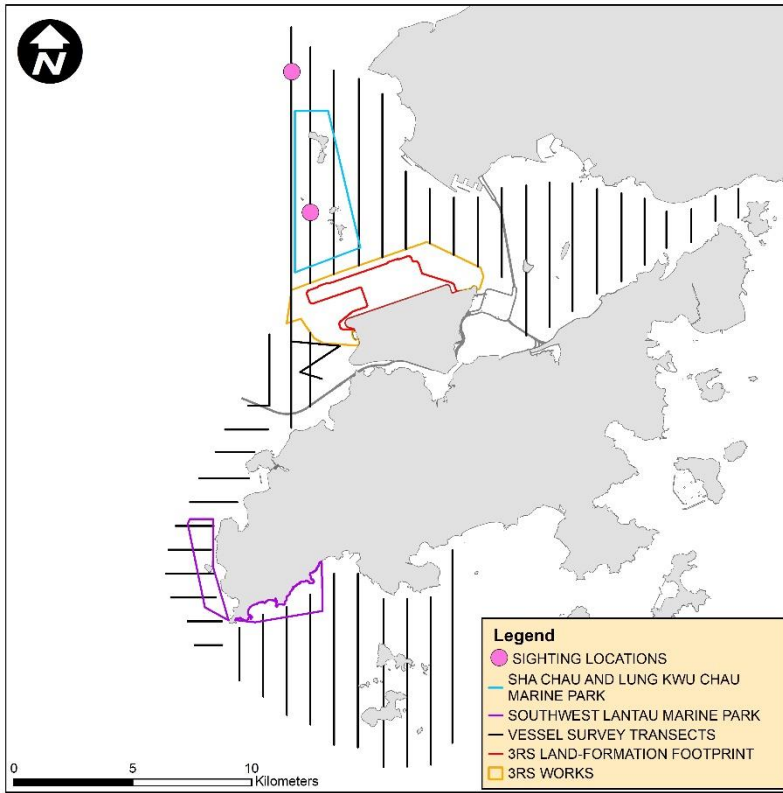 N
Legend
SIGHTING LOCATIONS
SHA CHAU AND LUNG KWU CHAU
MARINE PARK
SOUTHWEST LANTAU MARINE PARK
VESSEL SURVEY TRANSECTS
3RS LAND-FORMATION FOOTPRINT
3RS WORKS
0 5 10
Kilometers